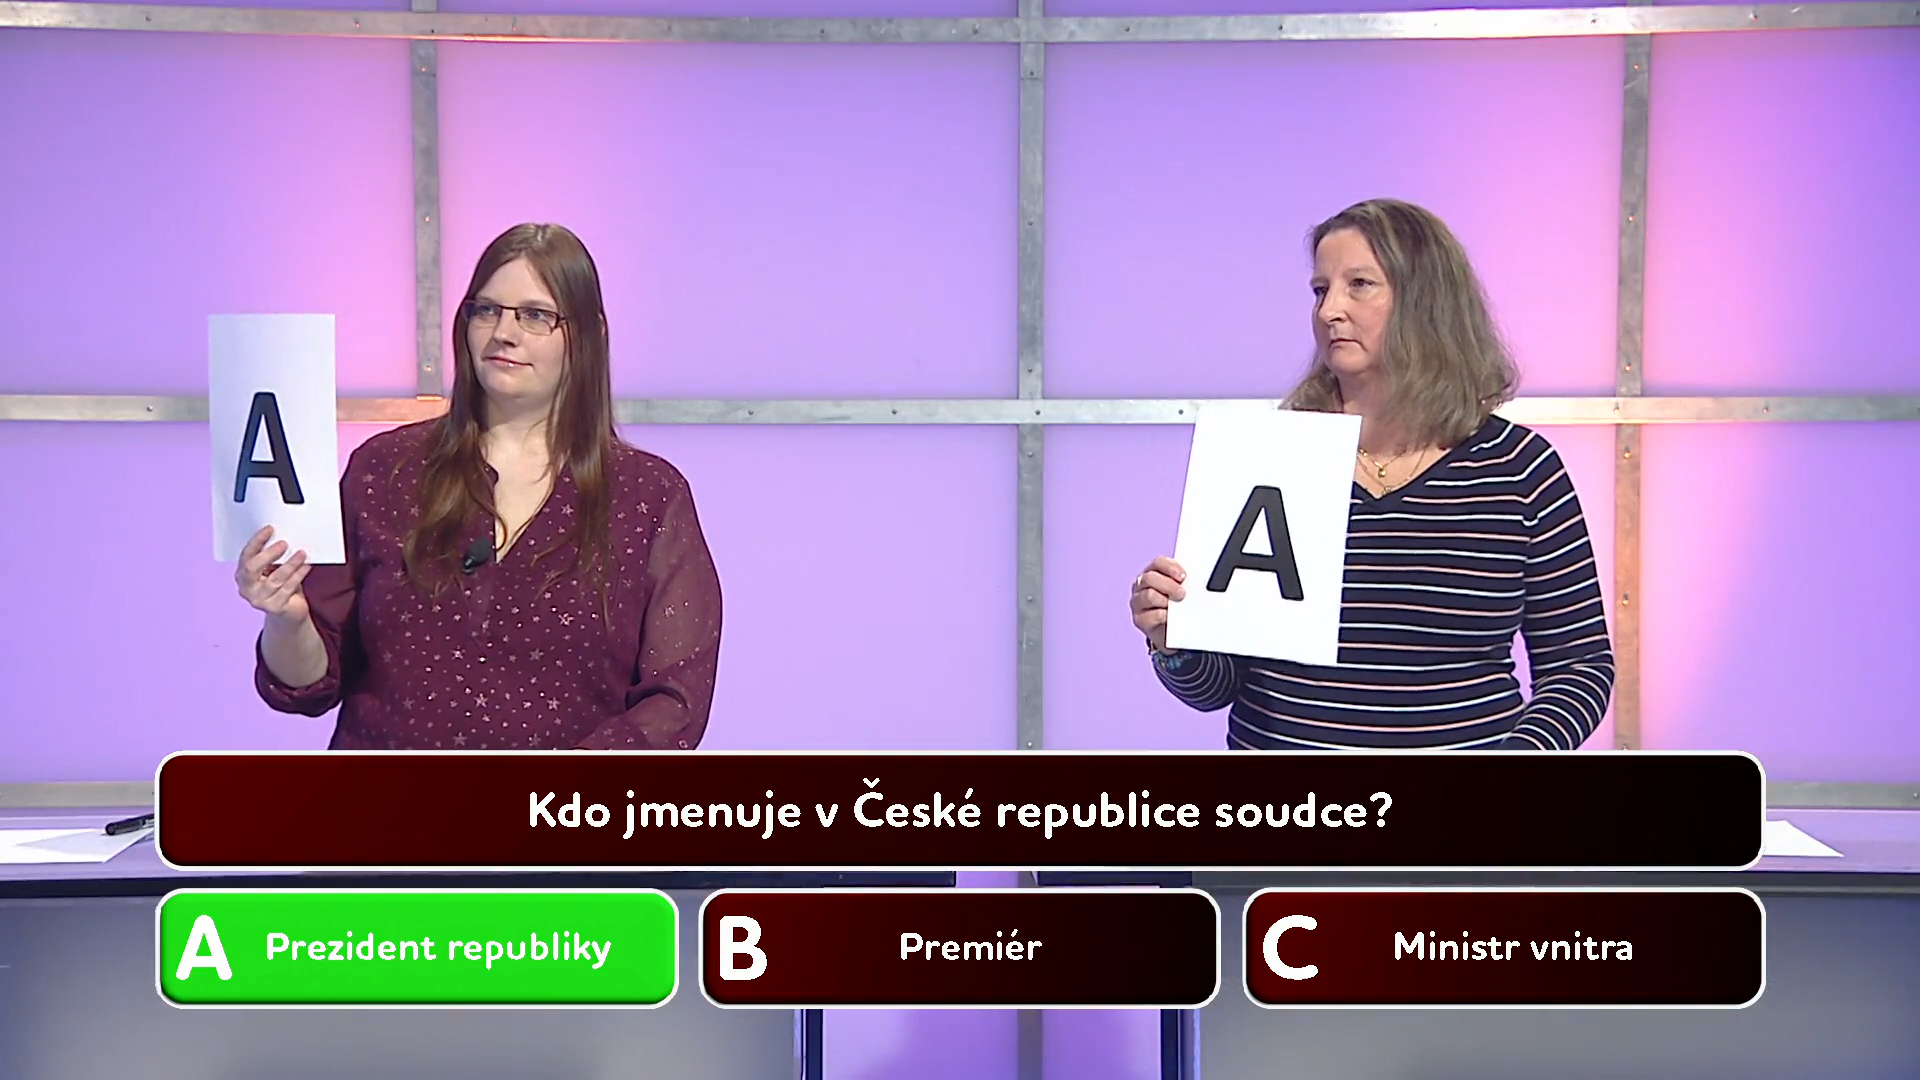 A
A
Kdo jmenuje v České republice soudce?
A Prezident republiky
B Premiér
C Ministr vnitra